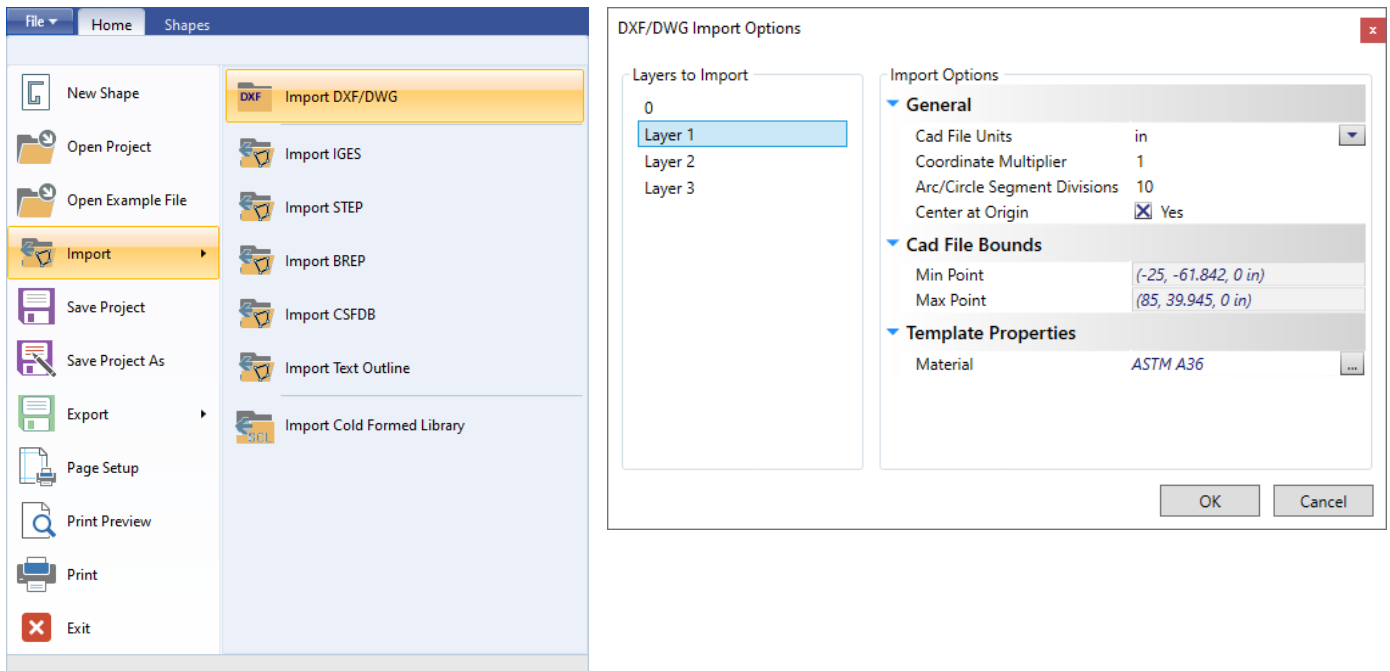 File
Home
Shapes
New Shape
Open Project
Open Example File
Import
Save Project
Save Project As
Export
Page Setup
Print Preview
Print
Exit
DXF
Import DXF/DWG
Import IGES
Import STEP
Import BREP
Import CSFDB
Import Text Outline
SCL
Import Cold Formed Library
DXF/DWG Import Options
x
Layers to Import
0
Layer 1
Layer 2
Layer 3
Import Options
General
Cad File Units in
Coordinate Multiplier 1
Arc/Circle Segment Divisions 10
Center at Origin Yes
Cad File Bounds
Min Point (-25, -61.842, 0 in)
Max Point (85, 39.945, 0 in)
Template Properties
Material ASTM A36 ...
OK
Cancel